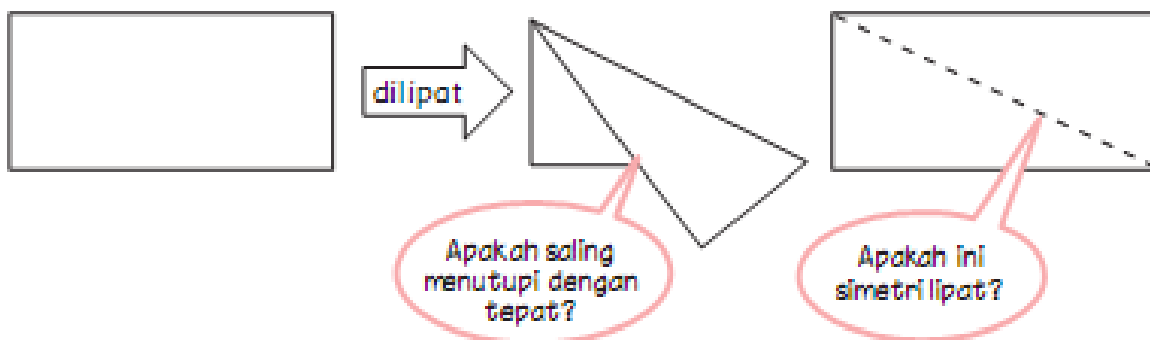 dilipat
Apakah saling
menutupi dengan
tepat?
Apakah ini
simetri lipat?